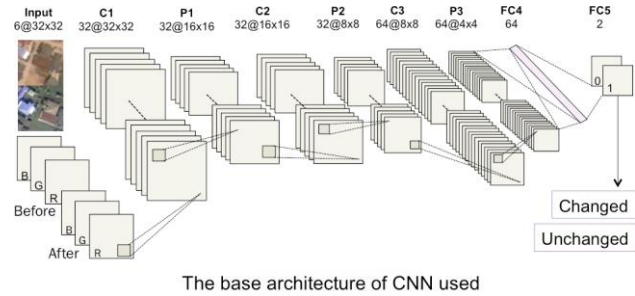 Input C1 P1 C2 P2 C3 P3 FC4 FC5
6@32x32 32@32x32 32@16x16 32@16x16 32@8x8 64@8x8 64@4x4 64 2
0
1
B
G
R
Before
B
G
R
After
Changed
Unchanged
The base architecture of CNN used